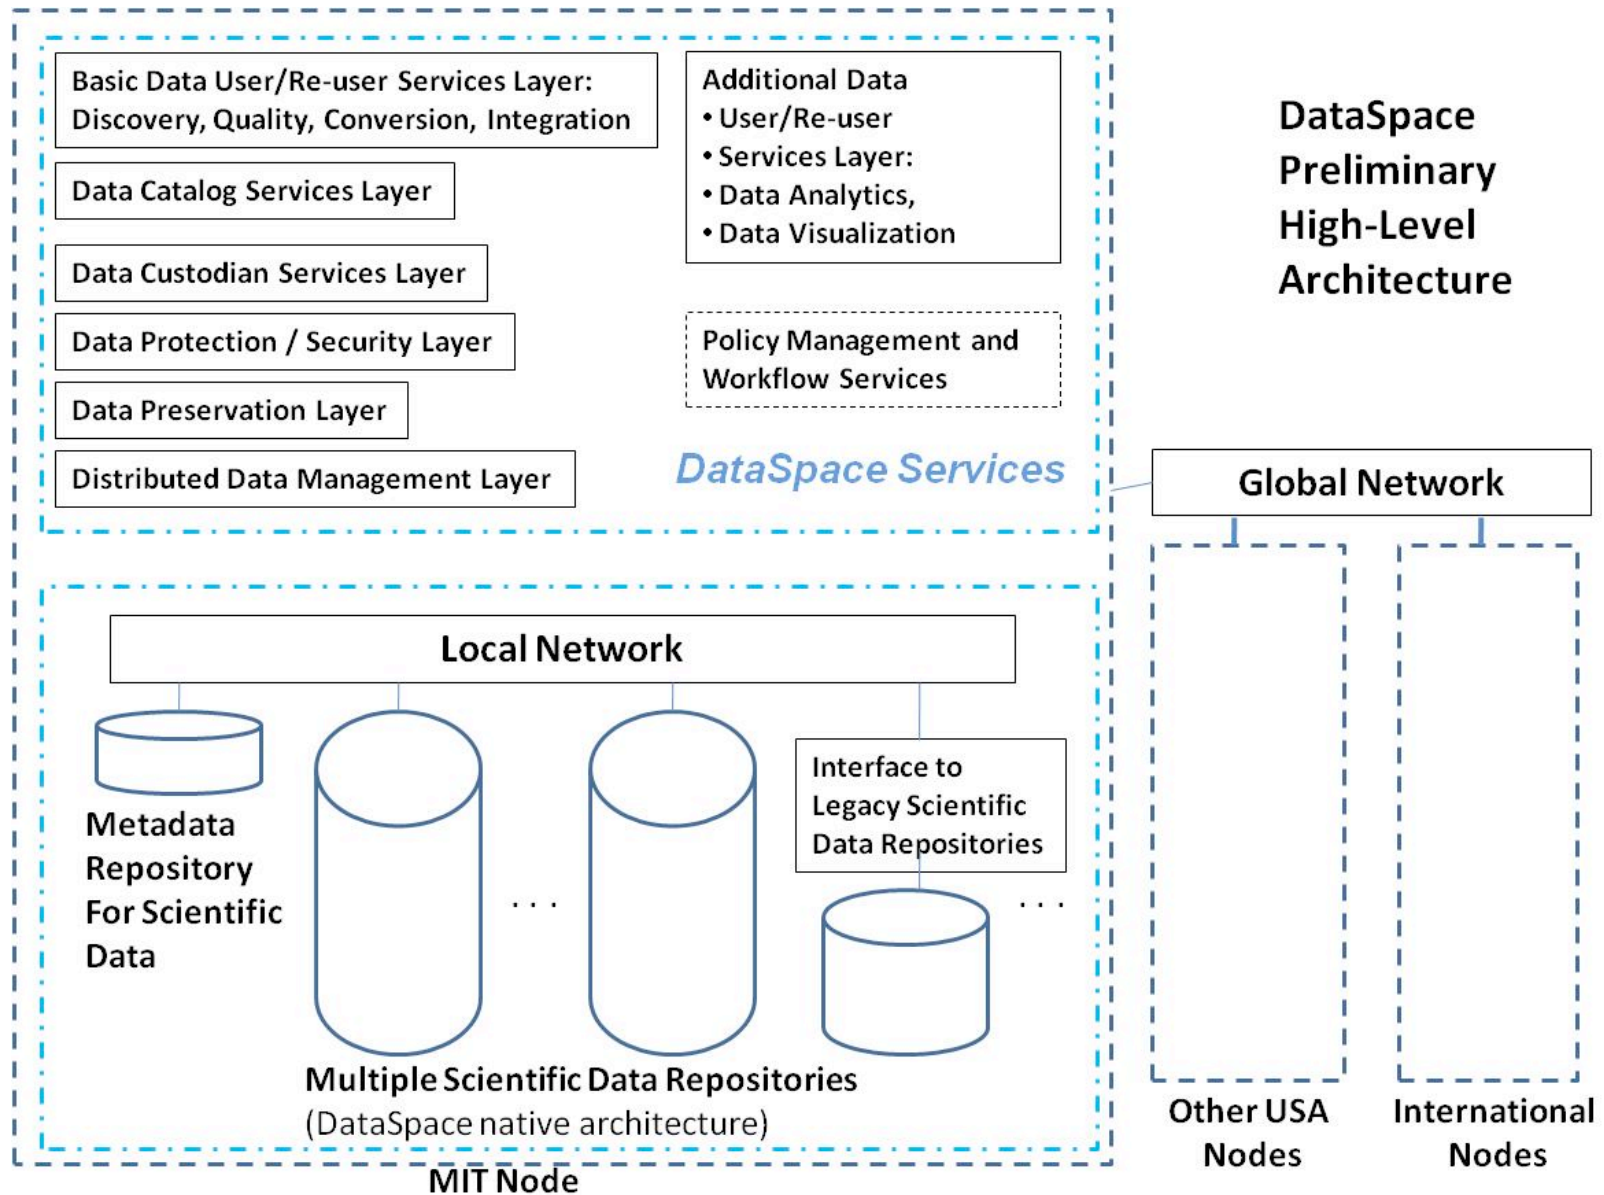 Basic Data User/Re-user Services Layer:
Discovery, Quality, Conversion, Integration
Data Catalog Services Layer
Data Custodian Services Layer
Data Protection / Security Layer
Data Preservation Layer
Distributed Data Management Layer
Additional Data
• User/Re-user
• Services Layer:
• Data Analytics,
• Data Visualization
Policy Management and
Workflow Services
DataSpace Services
DataSpace
Preliminary
High-Level
Architecture
Global Network
Local Network
Metadata
Repository
For Scientific
Data
. . .
Interface to
Legacy Scientific
Data Repositories
. . .
Multiple Scientific Data Repositories
(DataSpace native architecture)
MIT Node
Other USA
Nodes
International
Nodes